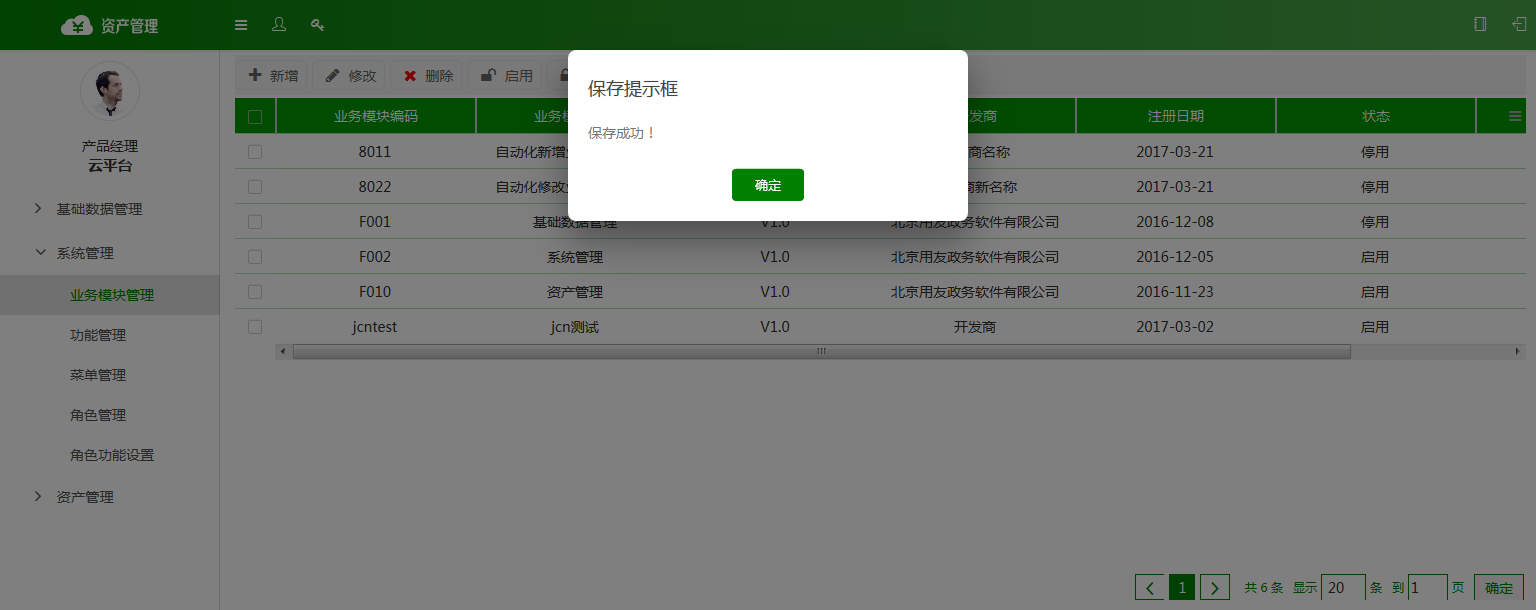 资产管理
产品经理
云平台
基础数据管理
系统管理
业务模块管理
功能管理
菜单管理
角色管理
角色功能设置
资产管理
新增 修改 删除 启用
保存提示框
保存成功！
确定
业务模块编码 业务 发商 注册日期 状态
8011 自动化新增 商名称 2017-03-21 停用
8022 自动化修改 商新名称 2017-03-21 停用
F001 基础数据管理 V1.0 北京用友政务软件有限公司 2016-12-08 停用
F002 系统管理 V1.0 北京用友政务软件有限公司 2016-12-05 启用
F010 资产管理 V1.0 北京用友政务软件有限公司 2016-11-23 启用
jcntest jcn测试 V1.0 开发商 2017-03-02 启用
1 共 6 条 显示 20 条 到 1 页 确定